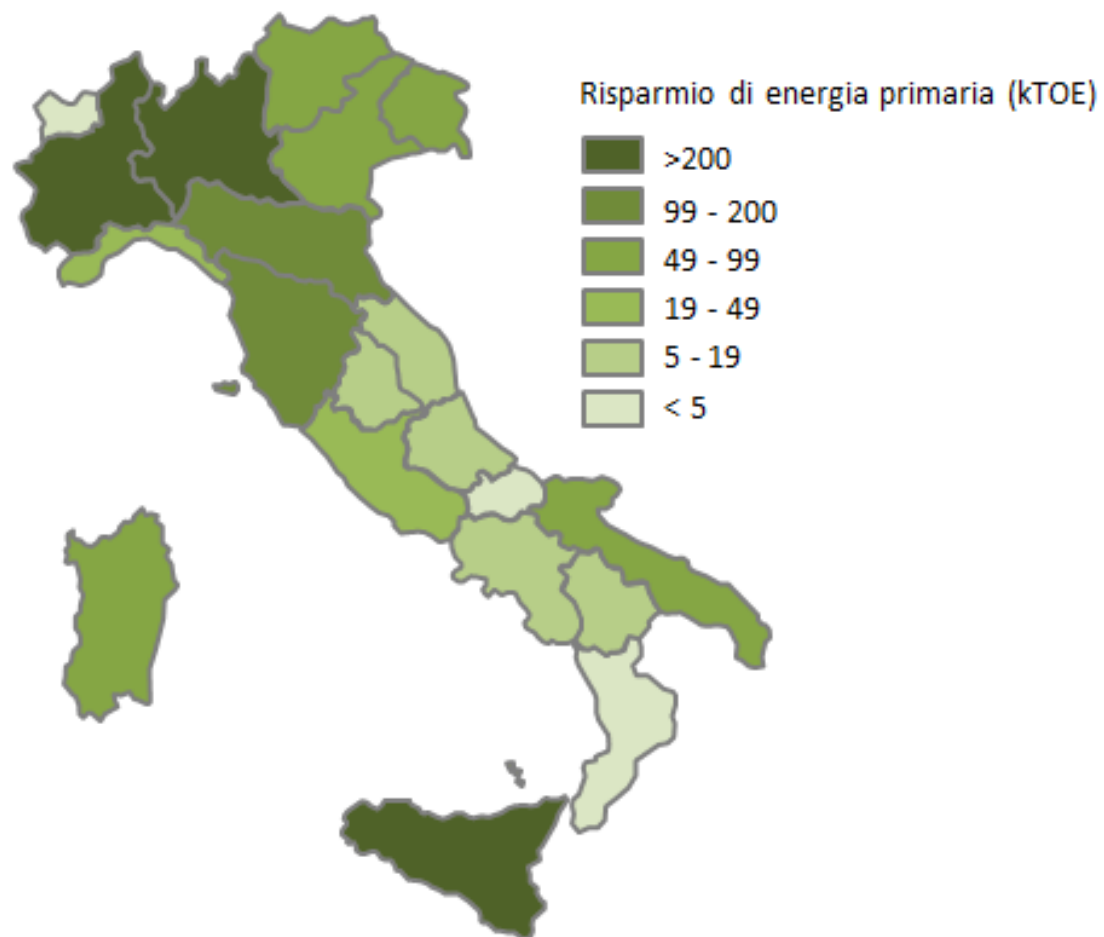 Risparmio di energia primaria (kTOE)
>200
99 - 200
49 - 99
19 - 49
5 - 19
< 5